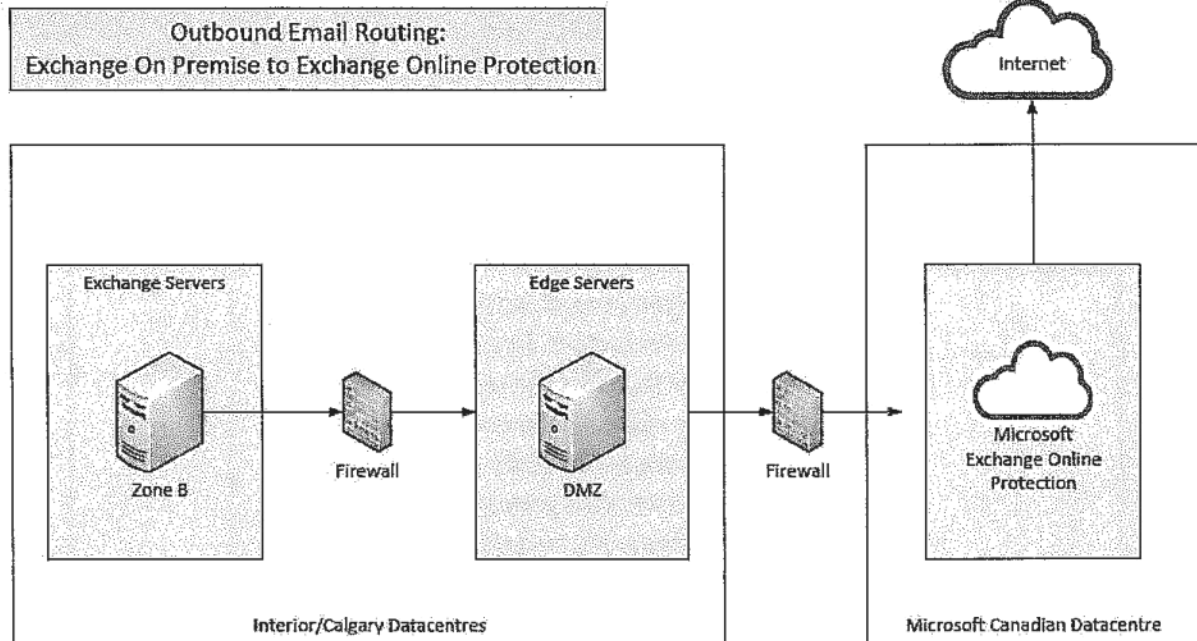 Outbound Email Routing:
Exchange On Premise to Exchange Online Protection
Internet
Exchange Servers
Zone B
Firewall
Edge Servers
DMZ
Firewall
Microsoft
Exchange Online
Protection
Interior/Calgary Datacentres
Microsoft Canadian Datacentre